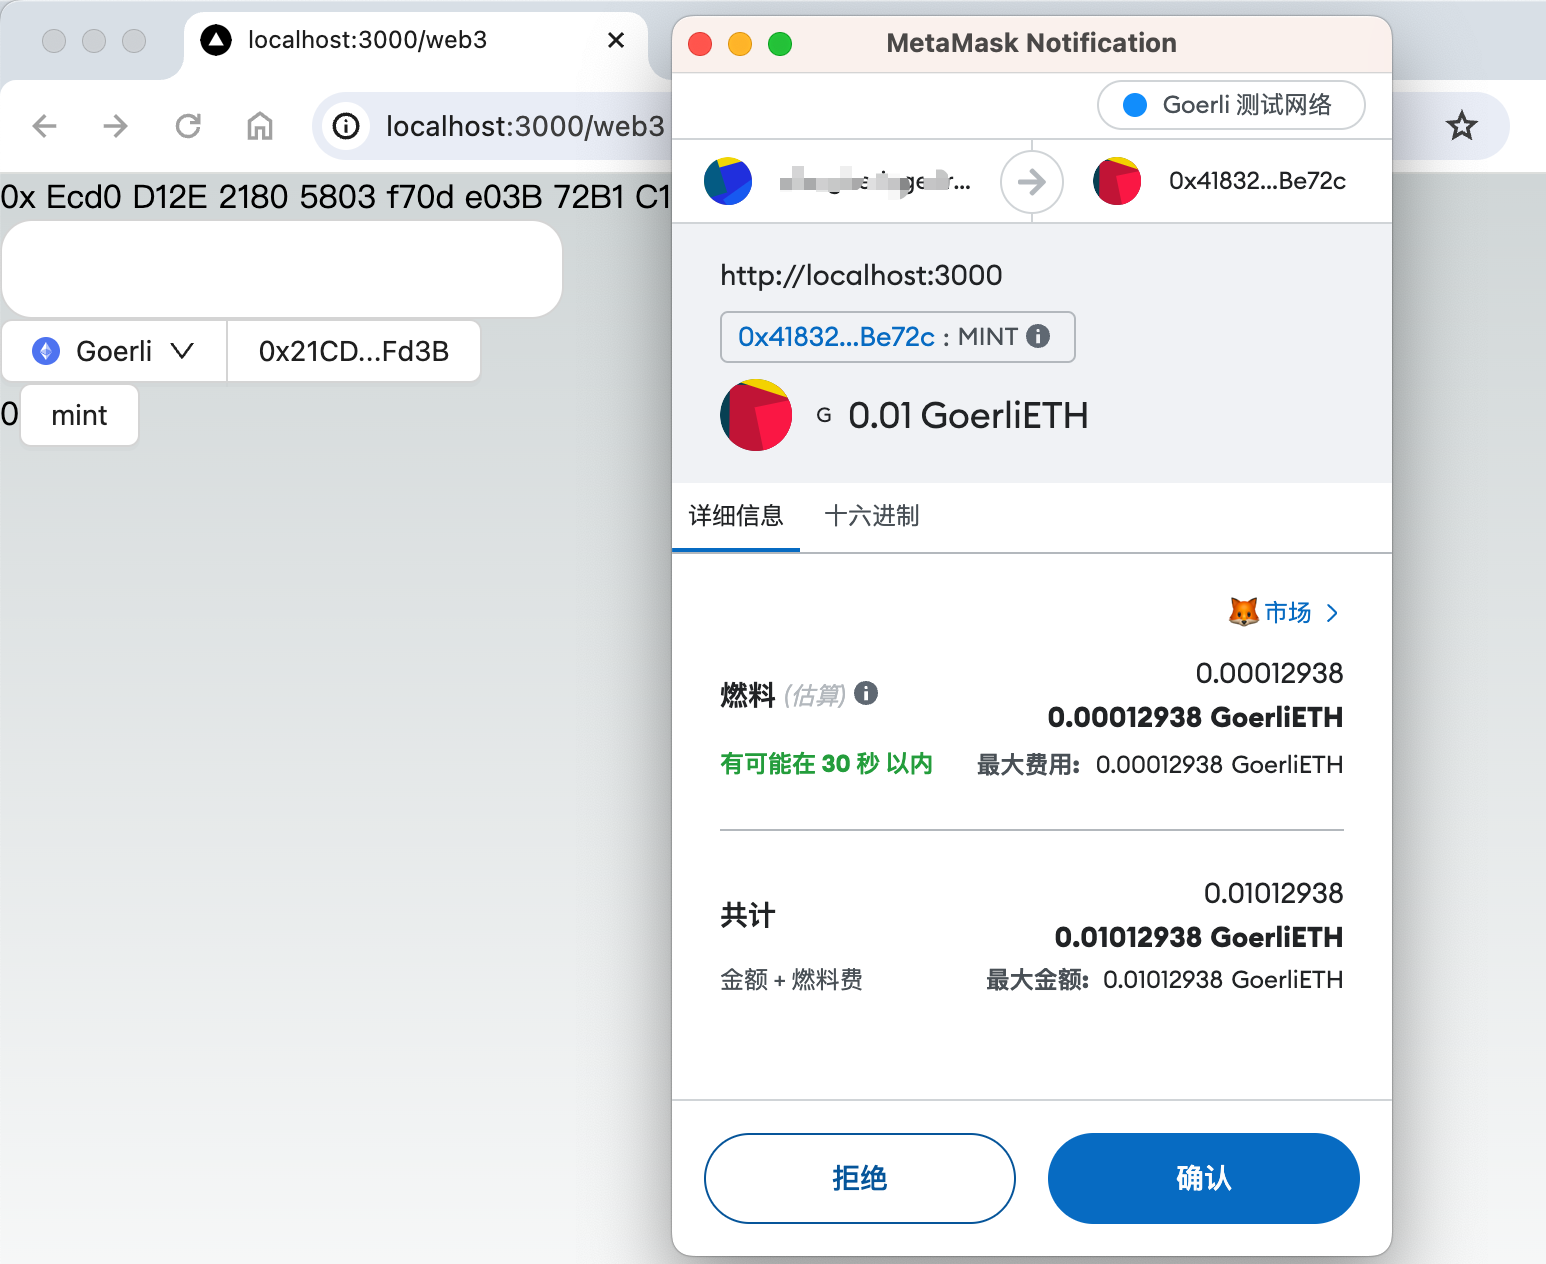 localhost:3000/web3
localhost:3000/web3
0x Ecd0 D12E 2180 5803 f70d e03B 72B1 C1
Goerli
0x21CD...Fd3B
0
mint
MetaMask Notification
Goerli 测试网络
0x41832...Be72c
http://localhost:3000
0x41832...Be72c : MINT
G 0.01 GoerliETH
详细信息
十六进制
市场
燃料 (估算)
0.00012938
0.00012938 GoerliETH
有可能在 30 秒 以内
最大费用: 0.00012938 GoerliETH
共计
0.01012938
0.01012938 GoerliETH
金额 + 燃料费
最大金额: 0.01012938 GoerliETH
拒绝
确认